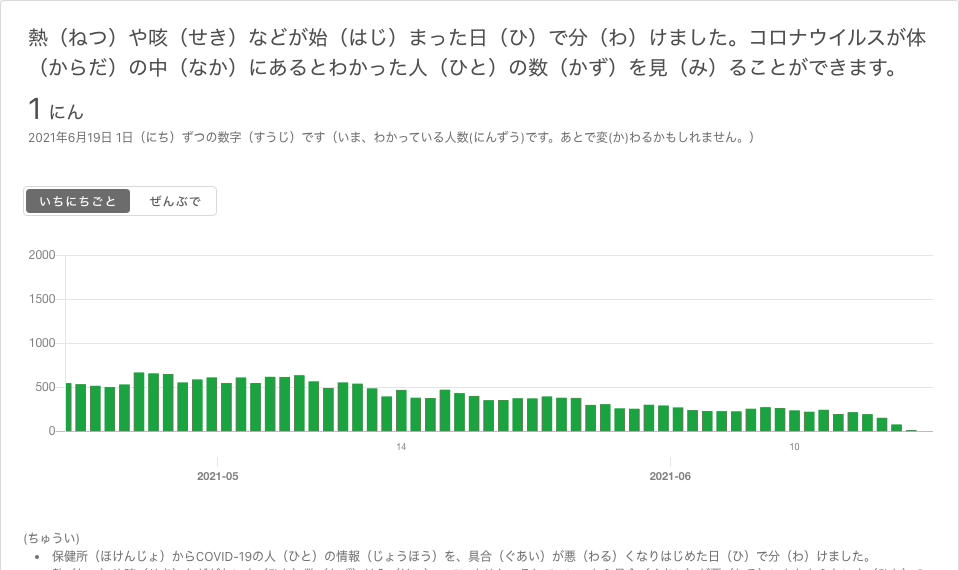 熱（ねつ）や咳（せき）などが始（はじ）まった日（ひ）で分（わ）けました。コロナウイルスが体
（からだ）の中（なか）にあるとわかった人（ひと）の数（かず）を見（み）ることができます。
1 にん
2021年6月19日 1日（にち）ずつの数字（すうじ）です（いま、わかっている人数(にんずう)です。あとで変(か)わるかもしれません。）
いちにちごと ぜんぶで
2000
1500
1000
500
0
14 10
2021-05 2021-06
(ちゅうい)
• 保健所（ほけんじょ）からCOVID-19の人（ひと）の情報（じょうほう）を、具合（ぐあい）が悪（わる）くなりはじめた日（ひ）で分（わ）けました。